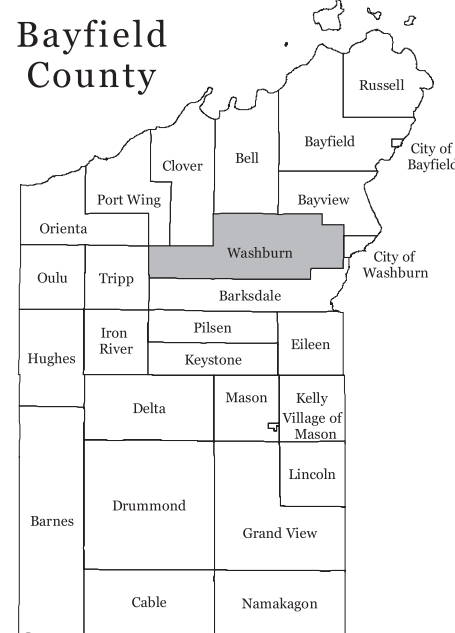 Bayfield
County
Russell
City of
Bayfield
Bayfield
Bell
Clover
Port Wing
Bayview
Orienta
Washburn
City of
Washburn
Oulu
Tripp
Barksdale
Pilsen
Iron
River
Eileen
Hughes
Keystone
Mason
Kelly
Delta
Village of
Mason
Lincoln
Drummond
Barnes
Grand View
Cable
Namakagon